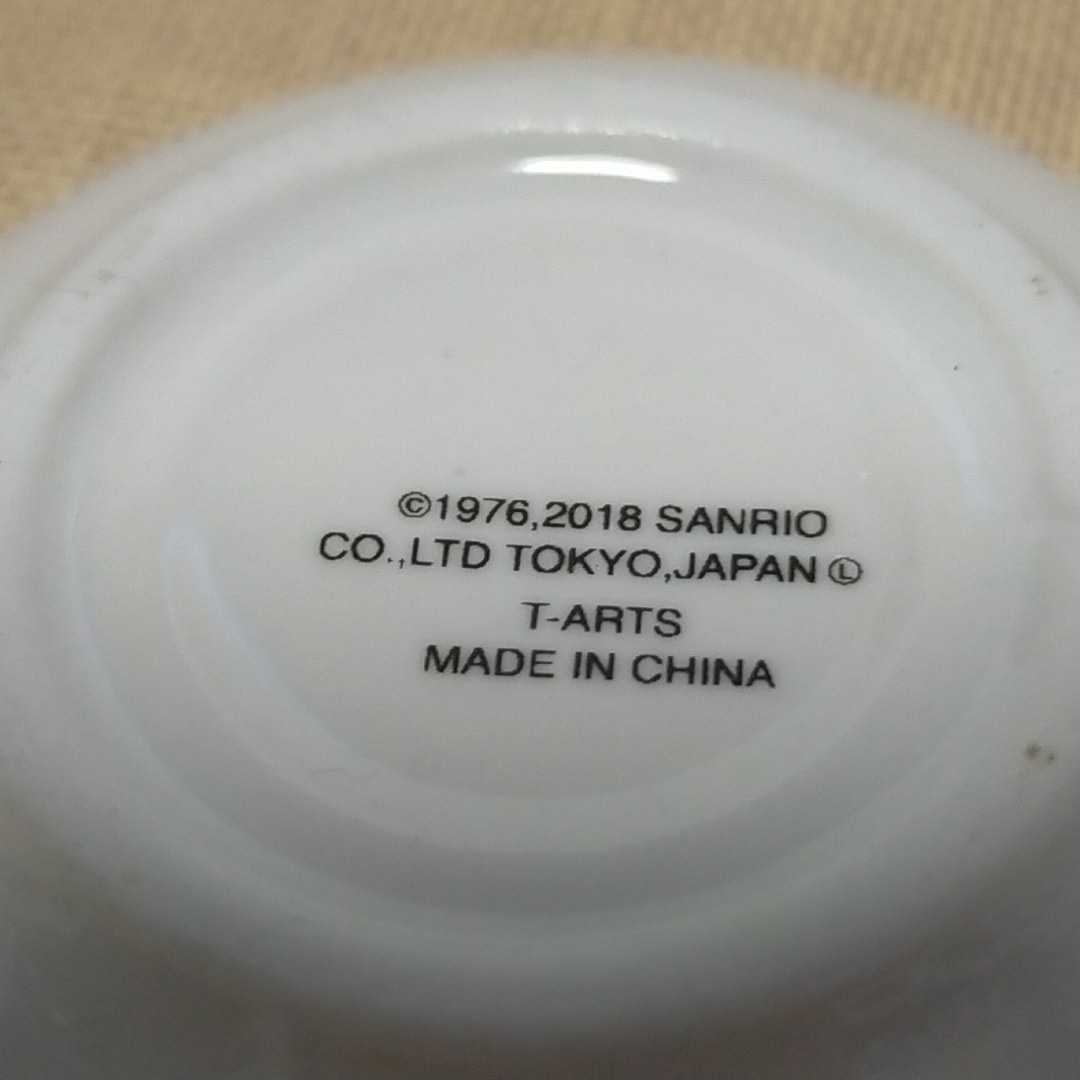 ©1976,2018 SANRIO
CO.,LTD TOKYO,JAPAN Ⓛ
T-ARTS
MADE IN CHINA